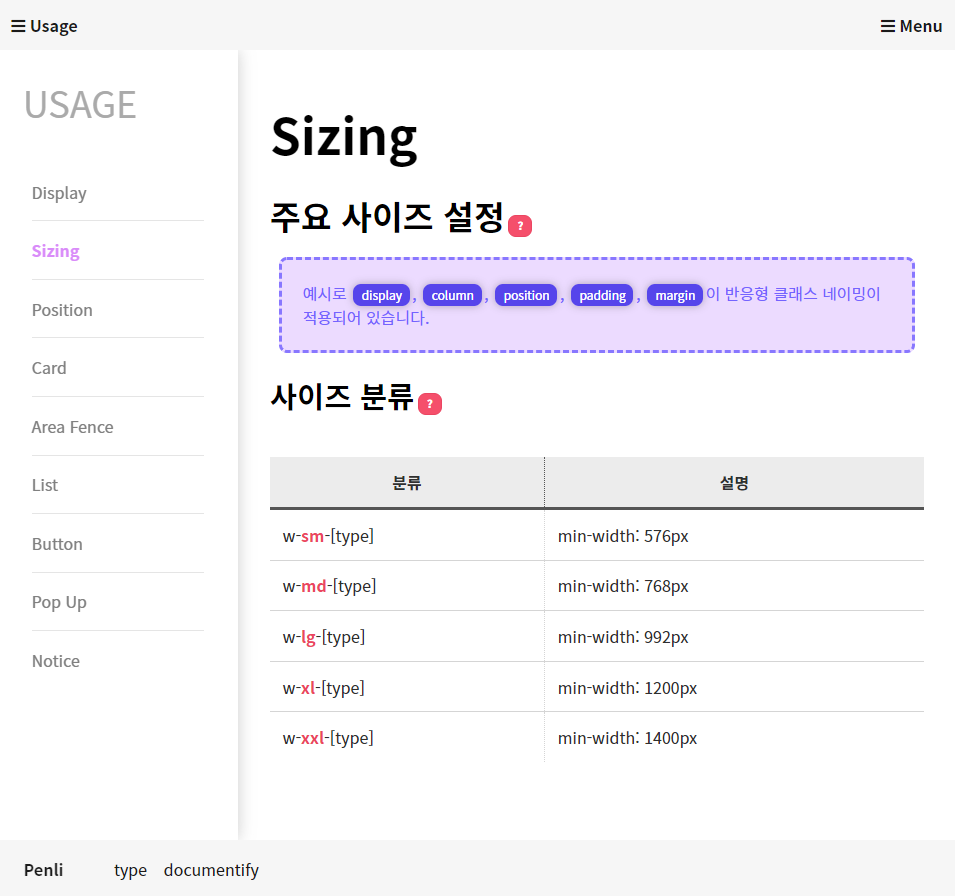 Usage
Menu
USAGE
Display
Sizing
Position
Card
Area Fence
List
Button
Pop Up
Notice
Sizing
주요 사이즈 설정 ?
예시로 display , column , position , padding , margin 이 반응형 클래스 네이밍이
적용되어 있습니다.
사이즈 분류 ?
분류 설명
w-sm-[type] min-width: 576px
w-md-[type] min-width: 768px
w-lg-[type] min-width: 992px
w-xl-[type] min-width: 1200px
w-xxl-[type] min-width: 1400px
Penli type documentify